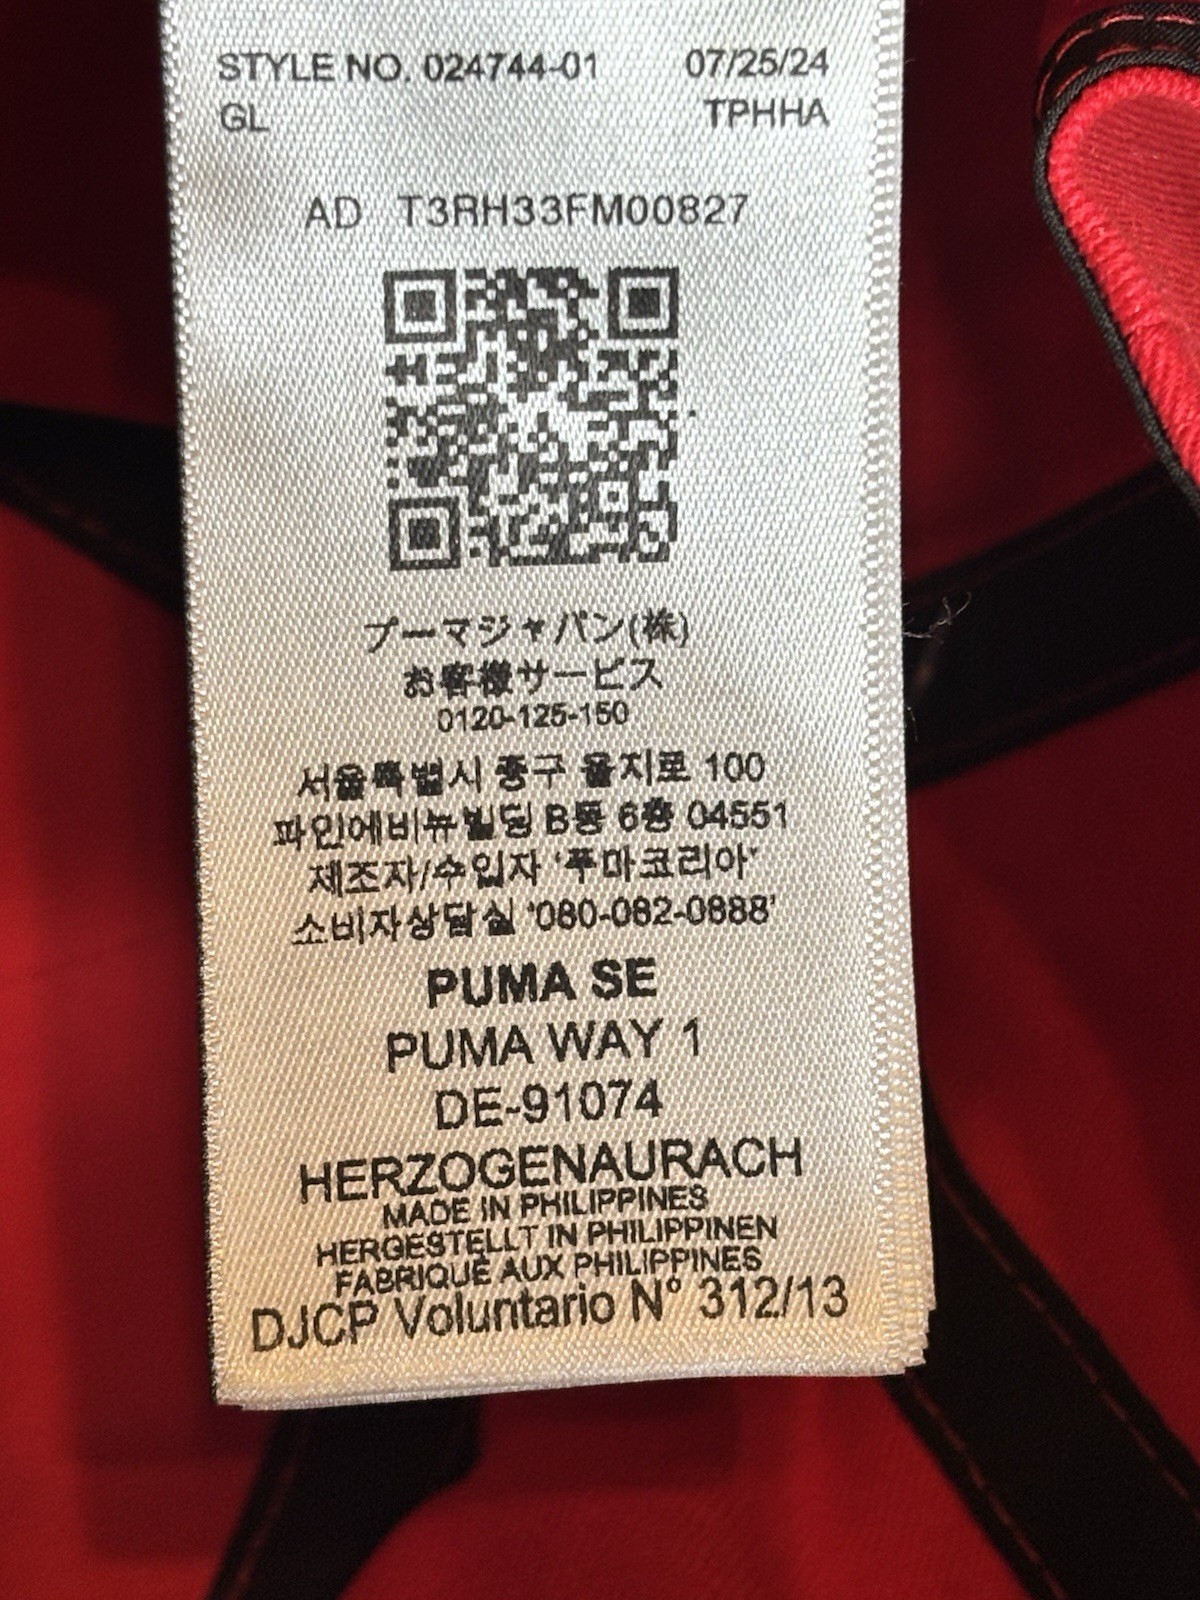 STYLE NO. 024744-01 07/25/24
GL TPHHA
AD T3RH33FM00827
プーマジャパン(株)
お客様サービス
0120-125-150
서울특별시 중구 을지로 100
파인에비뉴빌딩 B동 6층 04551
제조자/수입자 '푸마코리아'
소비자상담실 '080-082-0888'
PUMA SE
PUMA WAY 1
DE-91074
HERZOGENAURACH
MADE IN PHILIPPINES
HERGESTELLT IN PHILIPPINEN
FABRIQUÉ AUX PHILIPPINES
DJCP Voluntario N° 312/13